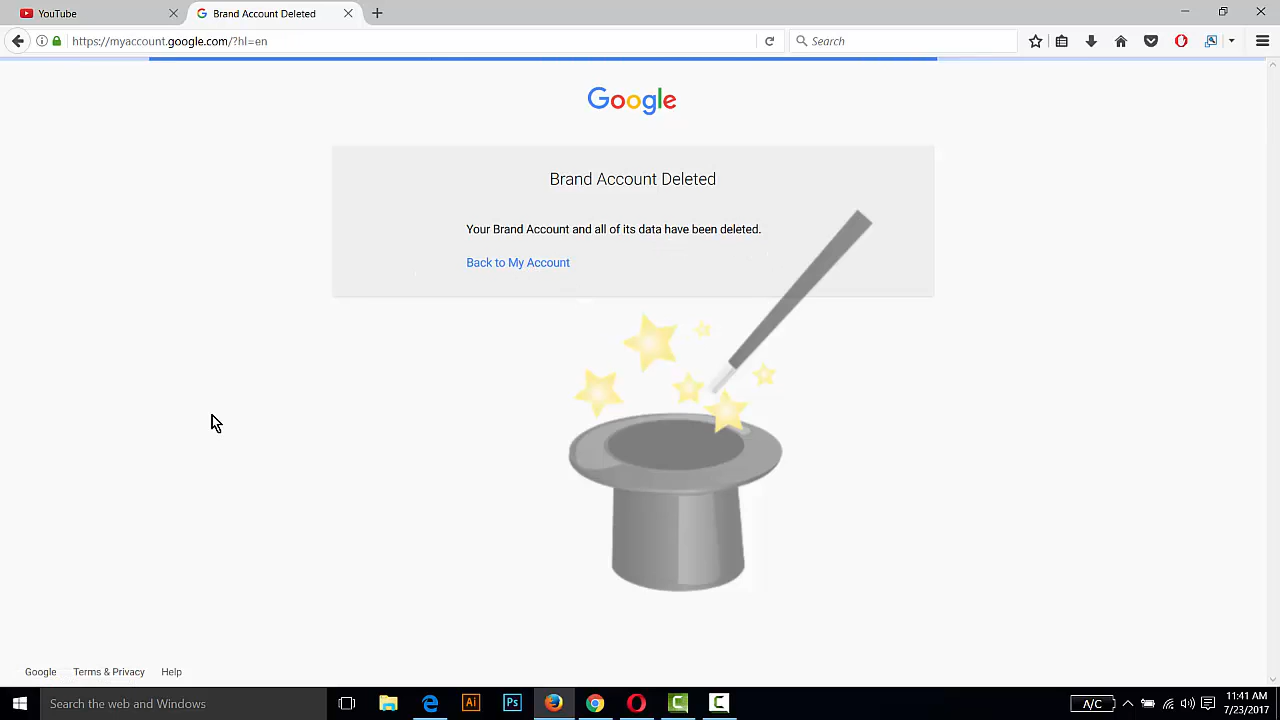 YouTube
Brand Account Deleted
https://myaccount.google.com/?hl=en
Search
Google
Brand Account Deleted
Your Brand Account and all of its data have been deleted.
Back to My Account
Google Terms & Privacy Help
Search the web and Windows
Ai
Ps
A/C
11:41 AM
7/23/2017